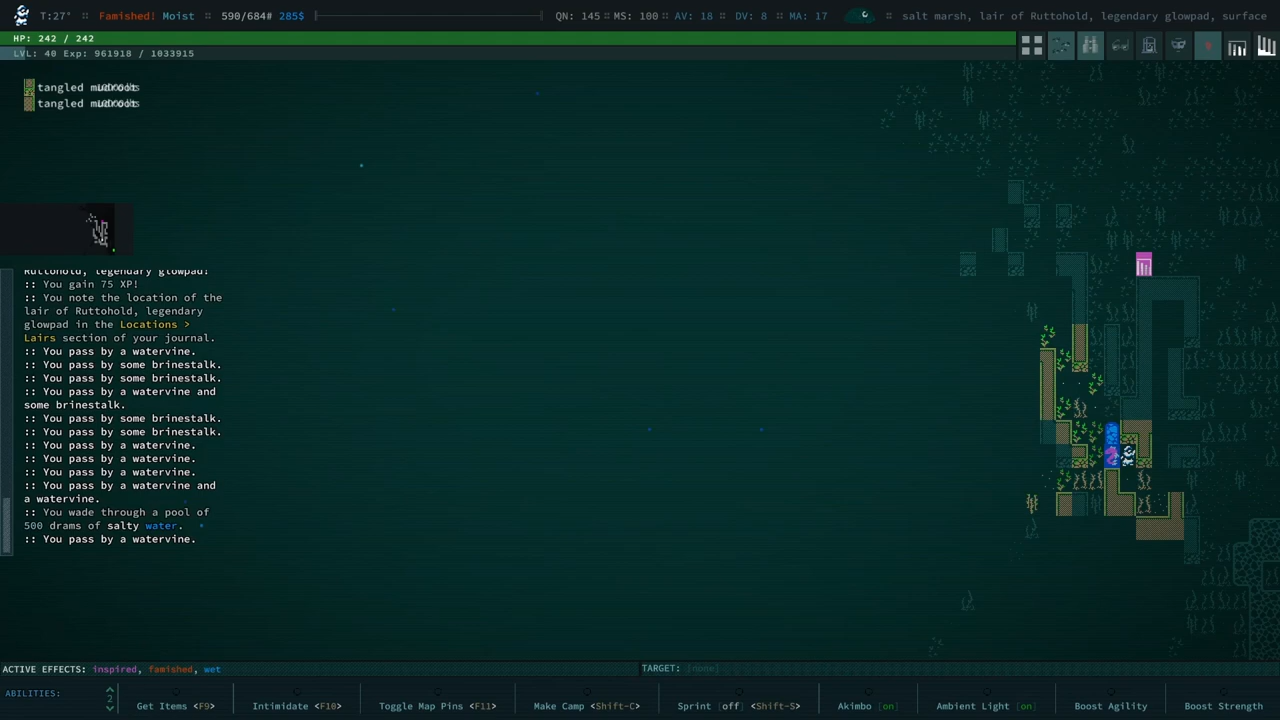 T:27° :: Famished! Moist :: 590/684# 285$ QN: 145 :: MS: 100 :: AV: 18 :: DV: 8 :: MA: 17 :: salt marsh, lair of Ruttohold, legendary glowpad, surface
HP: 242 / 242
LVL: 40 Exp: 961918 / 1033915
tangled
tangled
Ruttohold, legendary glowpad!
:: You gain 75 XP!
:: You note the location of the
lair of Ruttohold, legendary
glowpad in the Locations >
Lairs section of your journal.
:: You pass by a watervine.
:: You pass by some brinestalk.
:: You pass by some brinestalk.
:: You pass by a watervine and
some brinestalk.
:: You pass by some brinestalk.
:: You pass by some brinestalk.
:: You pass by a watervine.
:: You pass by a watervine.
:: You pass by a watervine.
:: You pass by a watervine and
a watervine.
:: You wade through a pool of
500 drams of salty water.
:: You pass by a watervine.
ACTIVE EFFECTS: inspired, famished, wet
TARGET: [none]
ABILITIES: 2 Get Items <F9> Intimidate <F10> Toggle Map Pins <F11> Make Camp <Shift-C> Sprint [off] <Shift-S> Akimbo [on] Ambient Light [on] Boost Agility Boost Strength